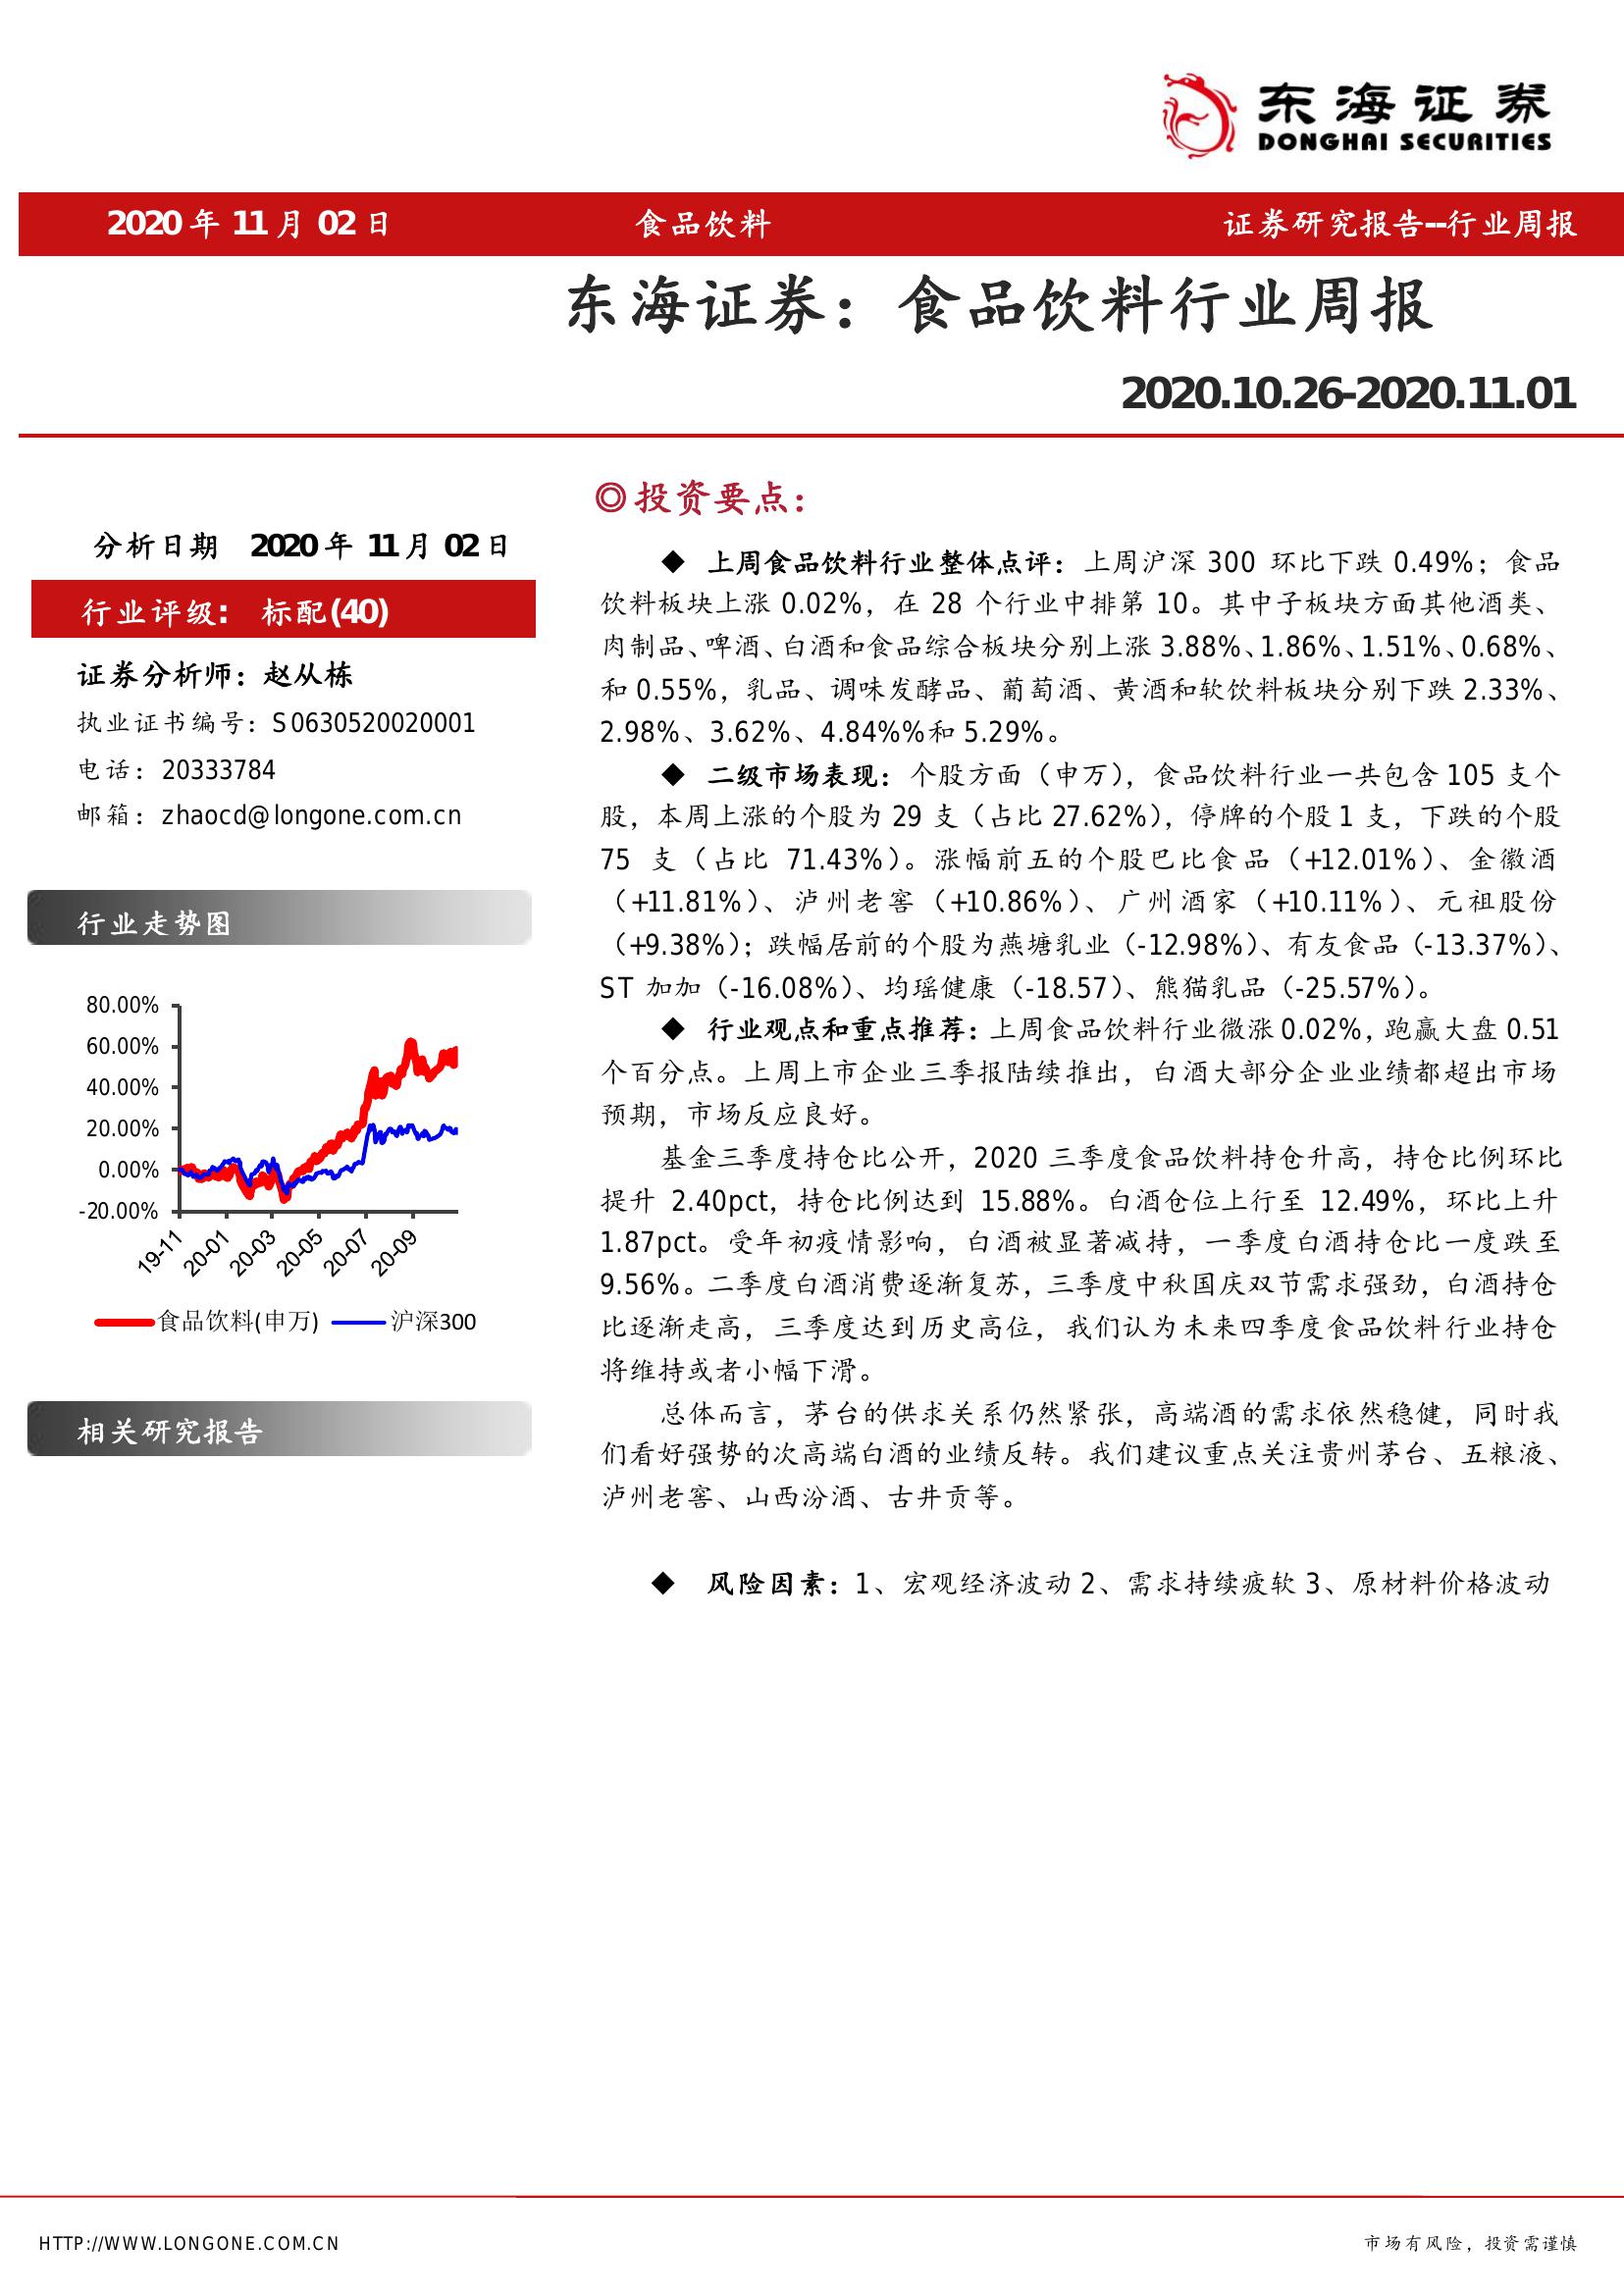 东海证券
DONGHAI SECURITIES
2020 年 11 月 02 日 食品饮料 证券研究报告--行业周报
东海证券：食品饮料行业周报
2020.10.26-2020.11.01
分析日期 2020 年 11 月 02 日
行业评级: 标配(40)
证券分析师：赵从栋
执业证书编号：S0630520020001
电话：20333784
邮箱：zhaocd@longone.com.cn
行业走势图
80.00%
60.00%
40.00%
20.00%
0.00%
-20.00%
19-11 20-01 20-03 20-05 20-07 20-09
食品饮料(申万) 沪深300
相关研究报告
◎投资要点：
◆ 上周食品饮料行业整体点评：上周沪深 300 环比下跌 0.49%；食品
饮料板块上涨 0.02%，在 28 个行业中排第 10。其中子板块方面其他酒类、
肉制品、啤酒、白酒和食品综合板块分别上涨 3.88%、1.86%、1.51%、0.68%、
和 0.55%，乳品、调味发酵品、葡萄酒、黄酒和软饮料板块分别下跌 2.33%、
2.98%、3.62%、4.84%%和 5.29%。
◆ 二级市场表现：个股方面（申万），食品饮料行业一共包含 105 支个
股，本周上涨的个股为 29 支（占比 27.62%），停牌的个股 1 支，下跌的个股
75 支（占比 71.43%）。涨幅前五的个股巴比食品（+12.01%）、金徽酒
（+11.81%）、泸州老窖（+10.86%）、广州酒家（+10.11%）、元祖股份
（+9.38%）；跌幅居前的个股为燕塘乳业（-12.98%）、有友食品（-13.37%）、
ST 加加（-16.08%）、均瑶健康（-18.57）、熊猫乳品（-25.57%）。
◆ 行业观点和重点推荐：上周食品饮料行业微涨 0.02%，跑赢大盘 0.51
个百分点。上周上市企业三季报陆续推出，白酒大部分企业业绩都超出市场
预期，市场反应良好。
基金三季度持仓比公开，2020 三季度食品饮料持仓升高，持仓比例环比
提升 2.40pct，持仓比例达到 15.88%。白酒仓位上行至 12.49%，环比上升
1.87pct。受年初疫情影响，白酒被显著减持，一季度白酒持仓比一度跌至
9.56%。二季度白酒消费逐渐复苏，三季度中秋国庆双节需求强劲，白酒持仓
比逐渐走高，三季度达到历史高位，我们认为未来四季度食品饮料行业持仓
将维持或者小幅下滑。
总体而言，茅台的供求关系仍然紧张，高端酒的需求依然稳健，同时我
们看好强势的次高端白酒的业绩反转。我们建议重点关注贵州茅台、五粮液、
泸州老窖、山西汾酒、古井贡等。
◆ 风险因素：1、宏观经济波动 2、需求持续疲软 3、原材料价格波动
HTTP://WWW.LONGONE.COM.CN 市场有风险，投资需谨慎